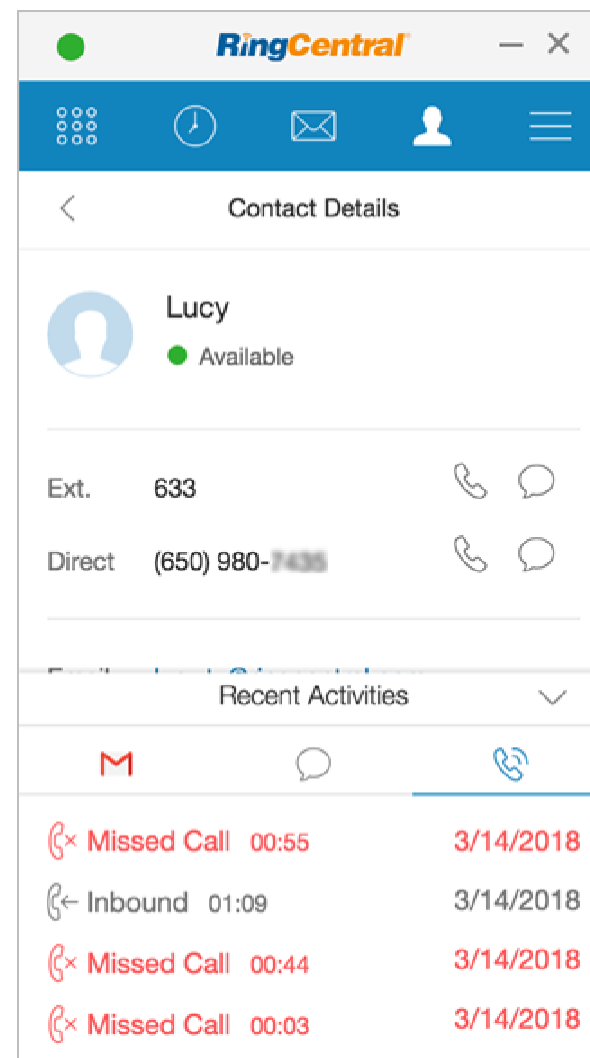 RingCentral
Contact Details
Lucy
Available
Ext. 633
Direct (650) 980-
Recent Activities
Missed Call 00:55 3/14/2018
Inbound 01:09 3/14/2018
Missed Call 00:44 3/14/2018
Missed Call 00:03 3/14/2018